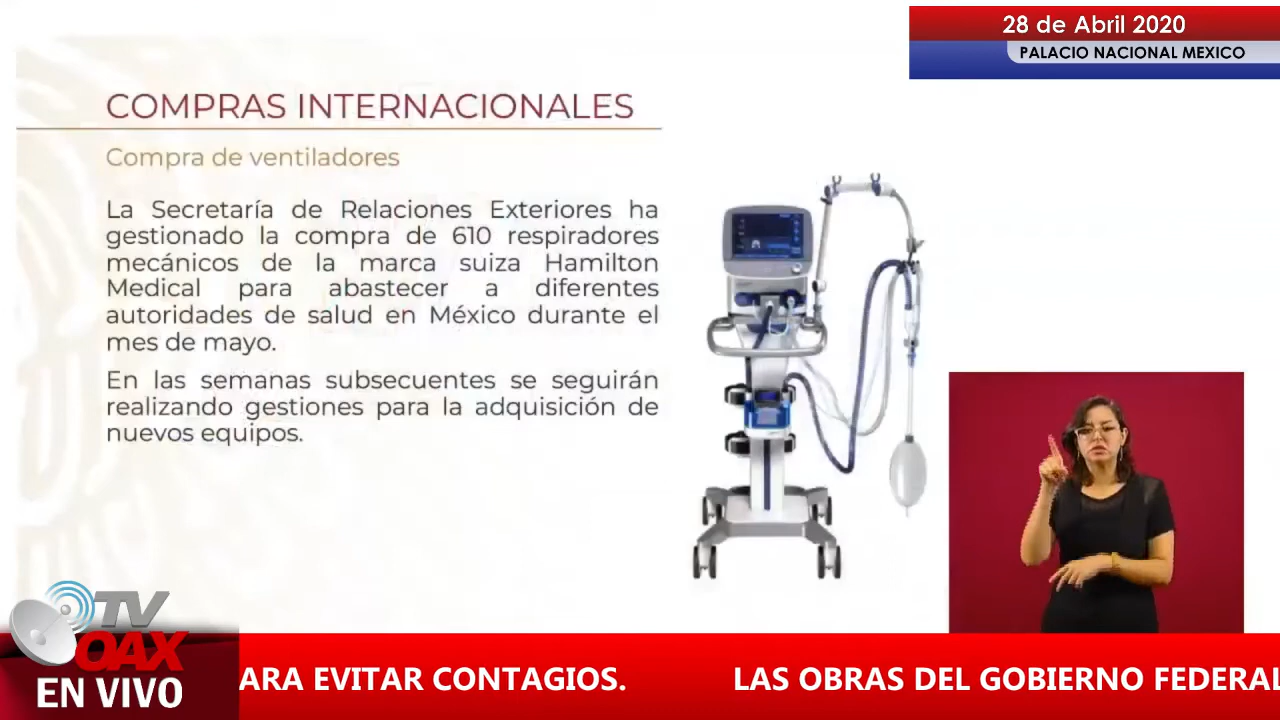 28 de Abril 2020
PALACIO NACIONAL MEXICO
COMPRAS INTERNACIONALES
Compra de ventiladores
La Secretaría de Relaciones Exteriores ha
gestionado la compra de 610 respiradores
mecánicos de la marca suiza Hamilton
Medical para abastecer a diferentes
autoridades de salud en México durante el
mes de mayo.
En las semanas subsecuentes se seguirán
realizando gestiones para la adquisición de
nuevos equipos.
TV
OAX
EN VIVO
ARA EVITAR CONTAGIOS.
LAS OBRAS DEL GOBIERNO FEDERAL